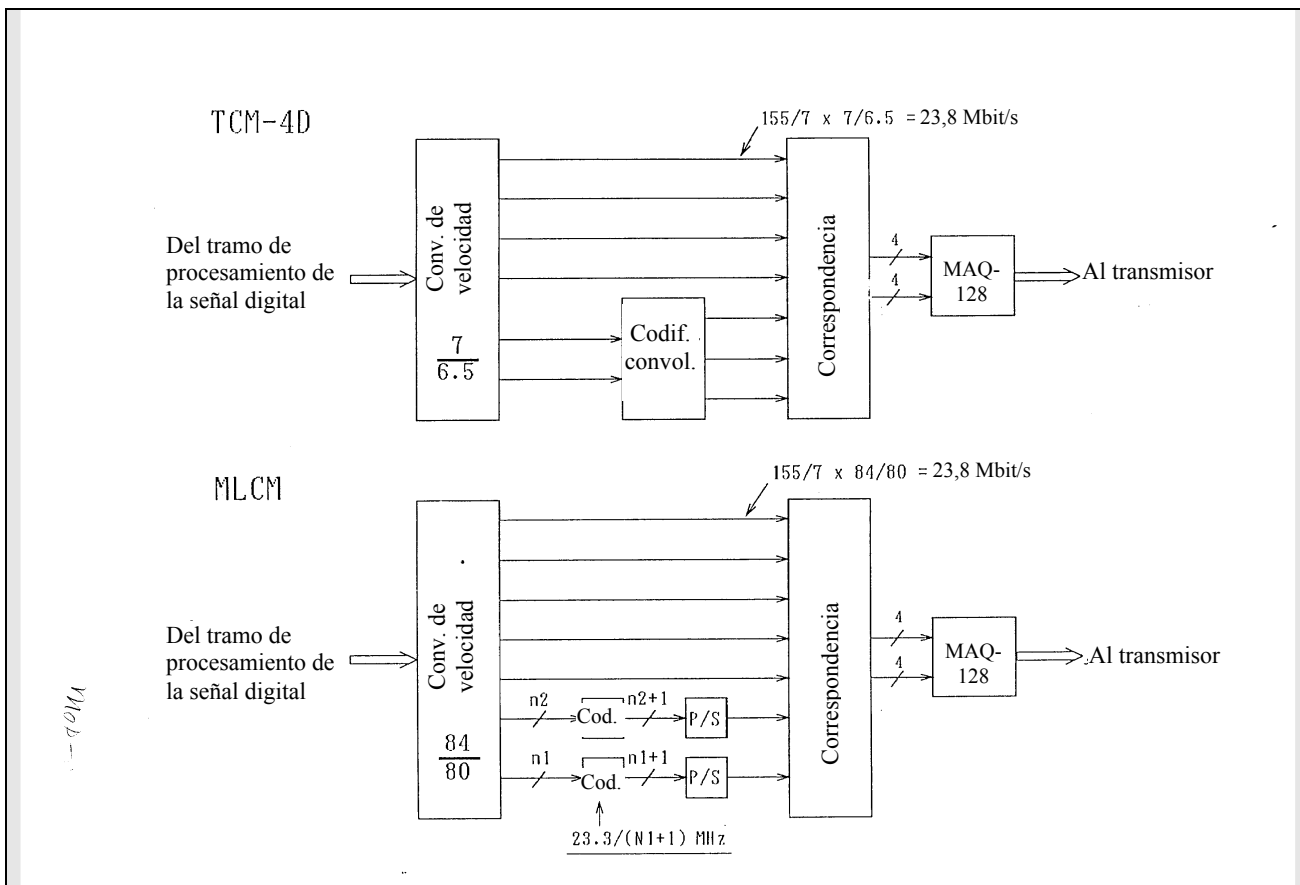 TCM-4D
155/7 x 7/6.5 = 23,8 Mbit/s
Del tramo de
procesamiento de
la señal digital
Conv. de
velocidad
7
6.5
Codif.
convol.
Correspondencia
4
4
MAQ-
128
Al transmisor
MLCM
155/7 x 84/80 = 23,8 Mbit/s
Del tramo de
procesamiento de
la señal digital
Conv. de
velocidad
84
80
n2
Cod.
n2+1
P/S
n1
Cod.
n1+1
P/S
23.3/(N1+1) MHz
Correspondencia
4
4
MAQ-
128
Al transmisor